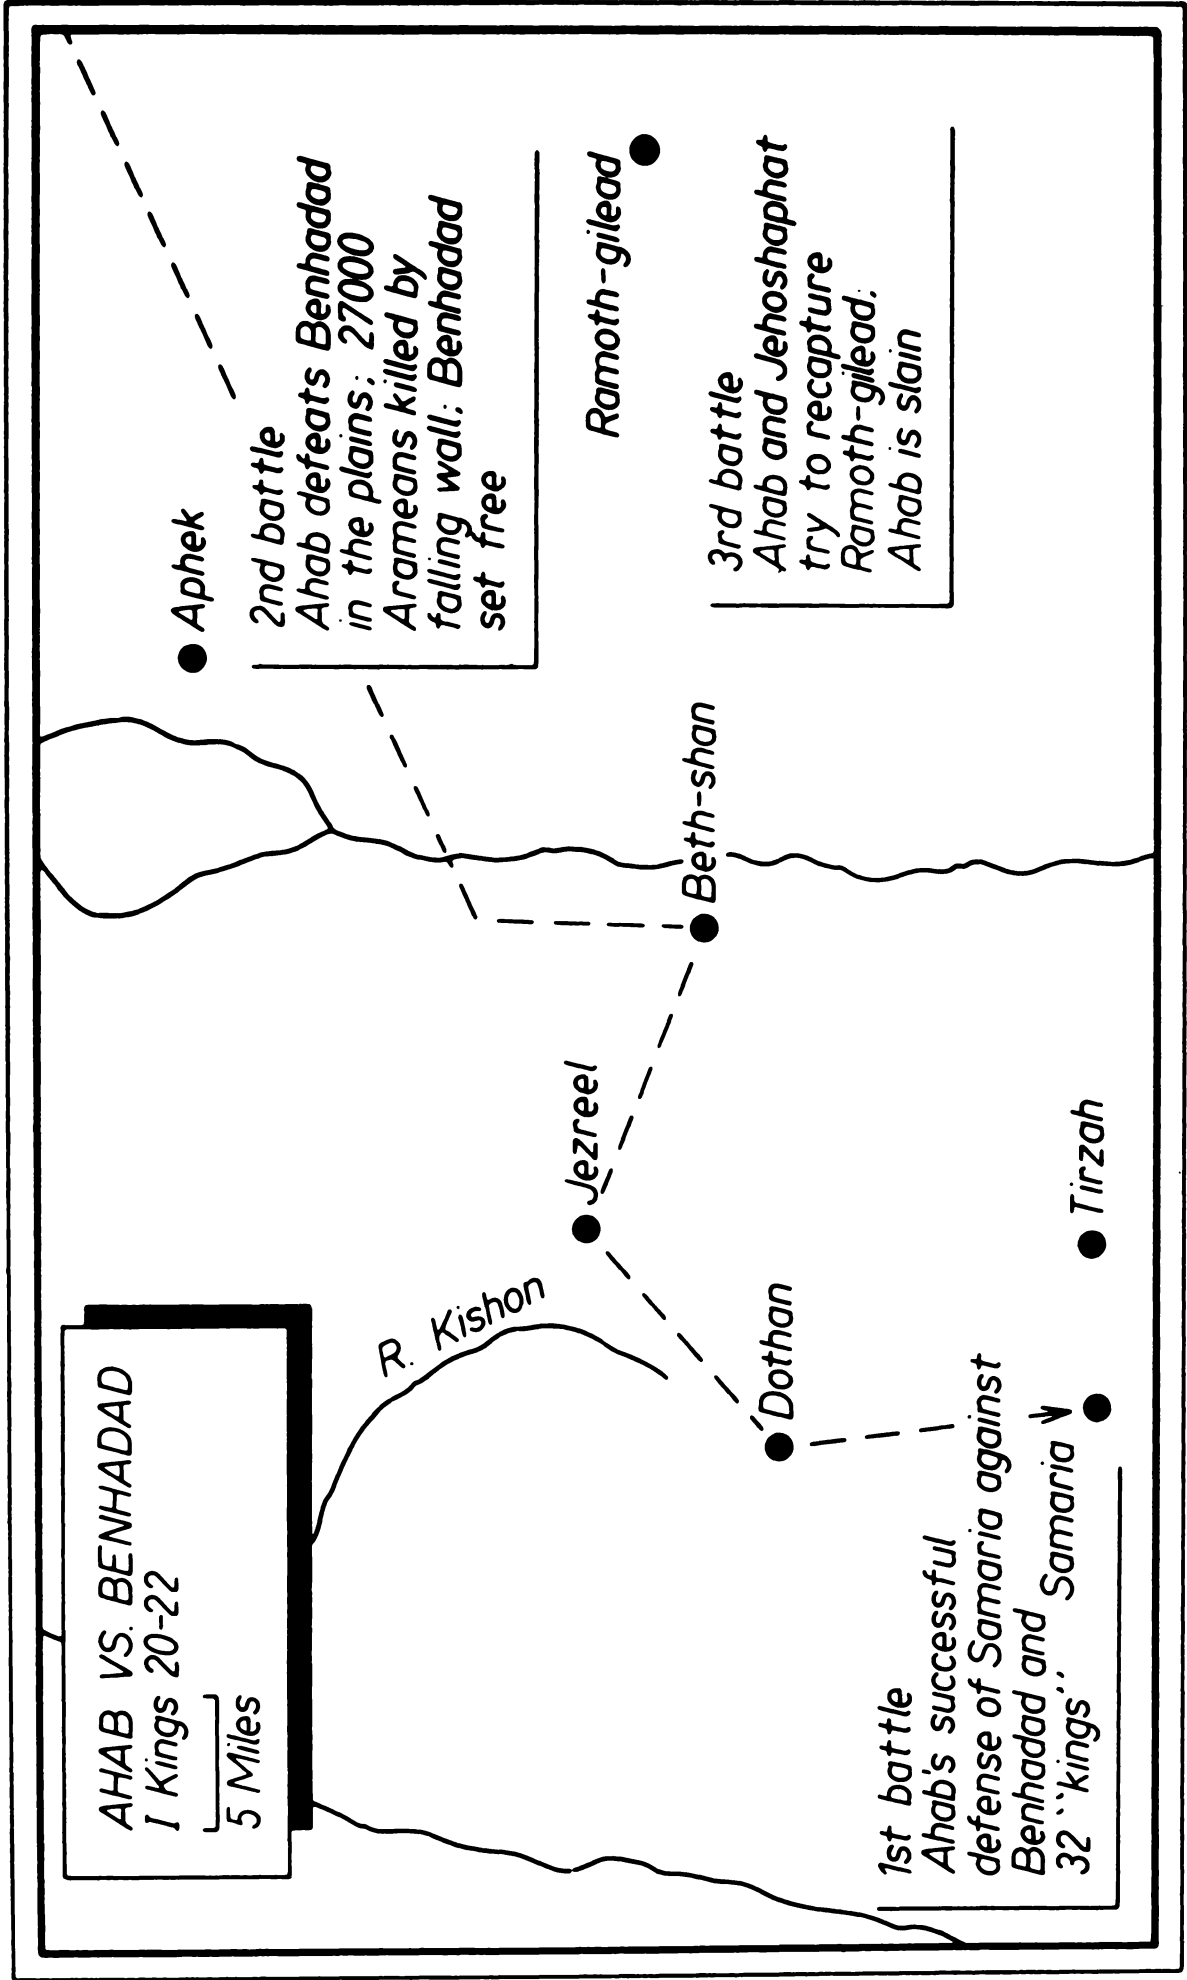 AHAB VS. BENHADAD
I Kings 20-22
5 Miles
Aphek
2nd battle
Ahab defeats Benhadad
in the plains; 27000
Arameans killed by
falling wall; Benhadad
set free
Ramoth-gilead
3rd battle
Ahab and Jehoshaphat
try to recapture
Ramoth-gilead.
Ahab is slain
R. Kishon
Jezreel
Beth-shan
Dothan
Tirzah
Samaria
1st battle
Ahab's successful
defense of Samaria against
Benhadad and
32 "kings"